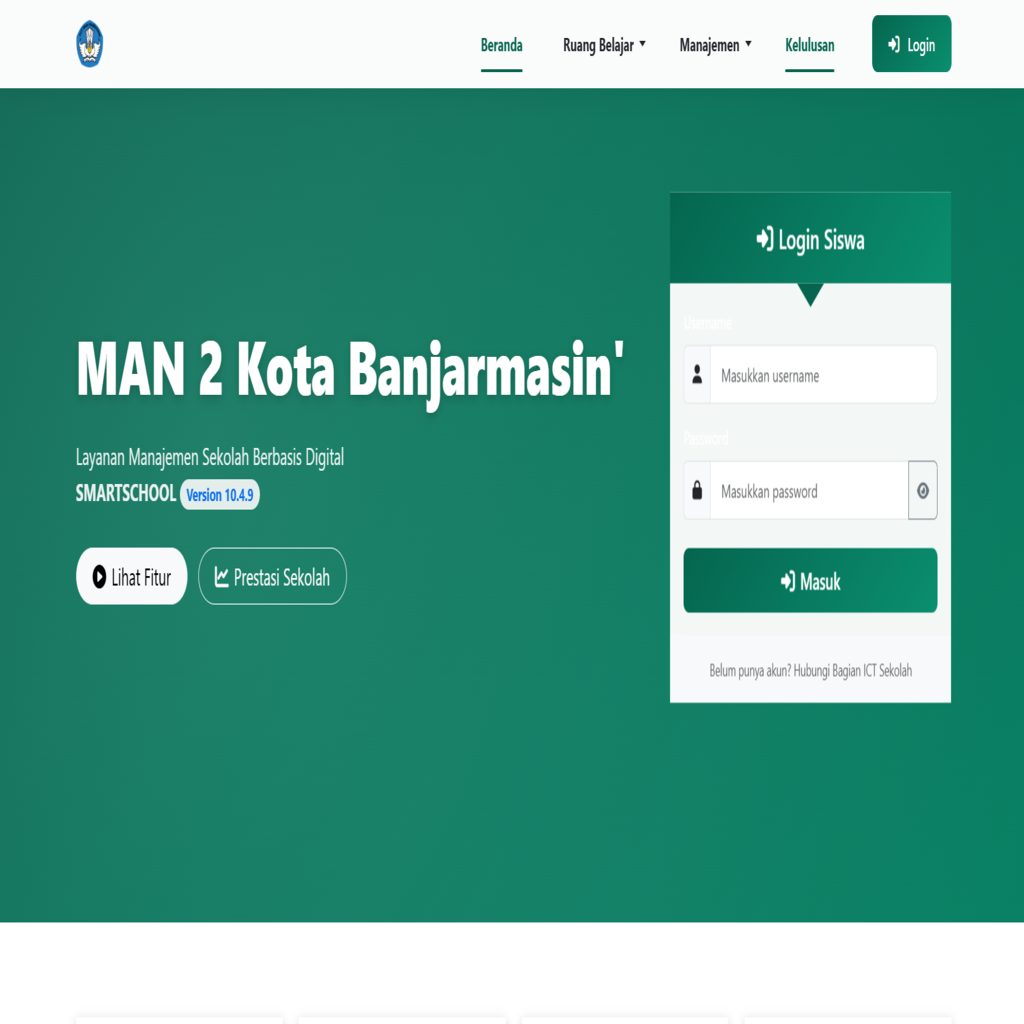 Beranda
Ruang Belajar
Manajemen
Kelulusan
Login
MAN 2 Kota Banjarmasin'
Layanan Manajemen Sekolah Berbasis Digital
SMARTSCHOOL Version 10.4.9
Lihat Fitur
Prestasi Sekolah
Login Siswa
Username
Masukkan username
Password
Masukkan password
Masuk
Belum punya akun? Hubungi Bagian ICT Sekolah